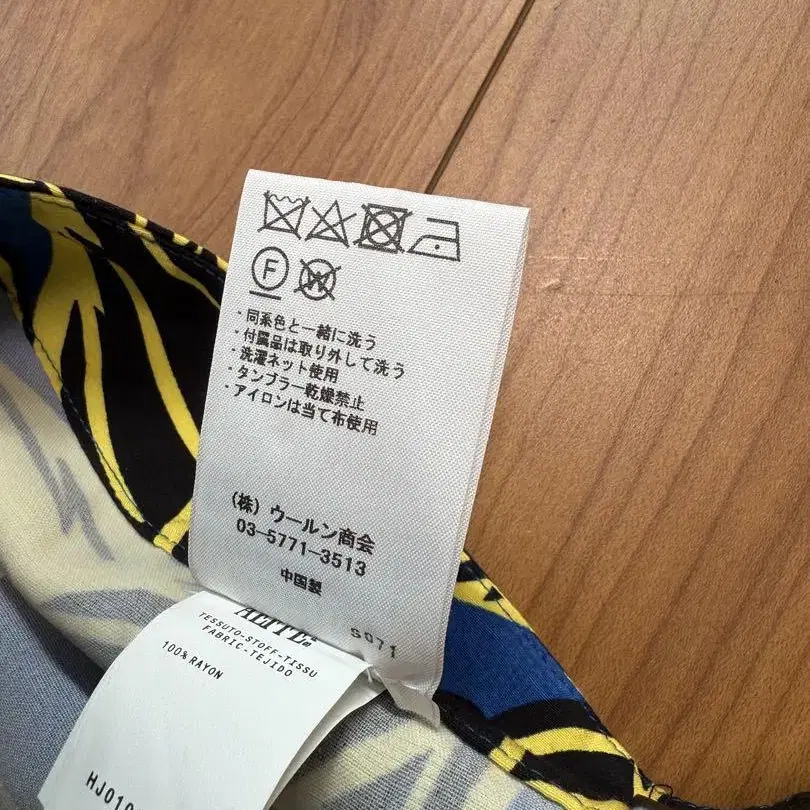 F
W
・同系色と一緒に洗う
・付属品は取り外して洗う
・洗濯ネット使用
・タンブラー乾燥禁止
・アイロンは当て布使用
(株) ウールン商会
03-5771-3513
中国製
5071
TESSUTO-STOFF-TISSU
FABRIC-TEJIDO
100% RAYON
HJ010